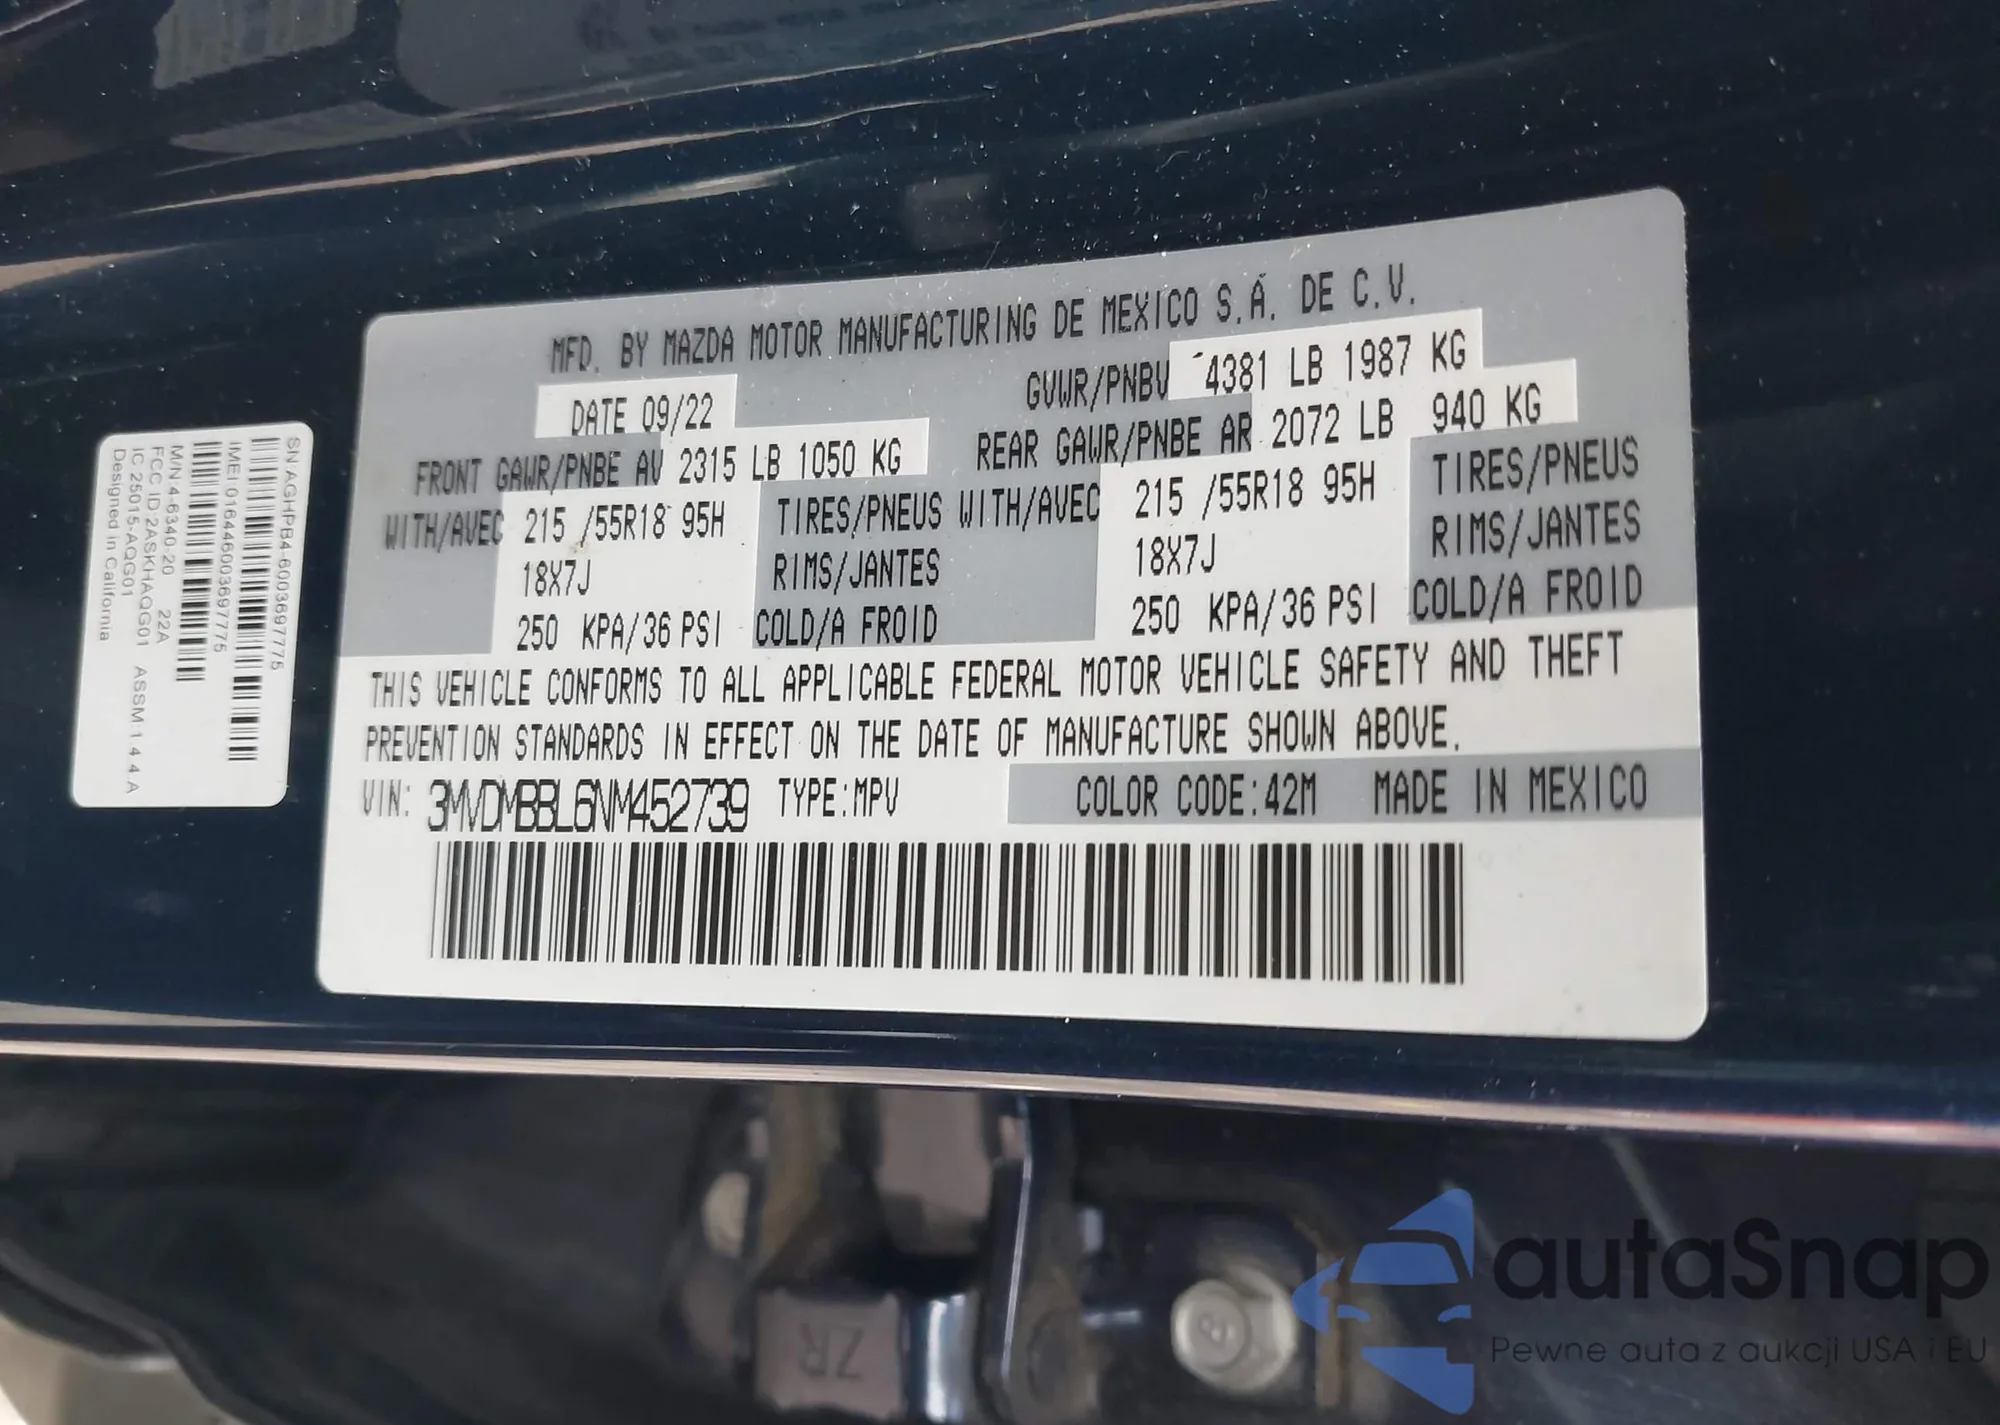 MFD. BY MAZDA MOTOR MANUFACTURING DE MEXICO S.A. DE C.V.
DATE 09/22 GVWR/PNBV 4381 LB 1987 KG
FRONT GAWR/PNBE AV 2315 LB 1050 KG REAR GAWR/PNBE AR 2072 LB 940 KG
WITH/AVEC 215 /55R18 95H TIRES/PNEUS WITH/AVEC 215 /55R18 95H TIRES/PNEUS
18X7J RIMS/JANTES 18X7J RIMS/JANTES
250 KPA/36 PSI COLD/A FROID 250 KPA/36 PSI COLD/A FROID
THIS VEHICLE CONFORMS TO ALL APPLICABLE FEDERAL MOTOR VEHICLE SAFETY AND THEFT
PREVENTION STANDARDS IN EFFECT ON THE DATE OF MANUFACTURE SHOWN ABOVE.
VIN: 3MVDMBBL6NM452739 TYPE:MPV COLOR CODE:42M MADE IN MEXICO
SN AGHPB4-6003697775
IMEI 016446003697775
M/N 4-6340-20 22A
FCC ID 2ASKHAQG01 ASSM 1 4 4 A
IC 25015-AQG01
Designed in California
ZR
autaSnap
Pewne auta z aukcji USA i EU